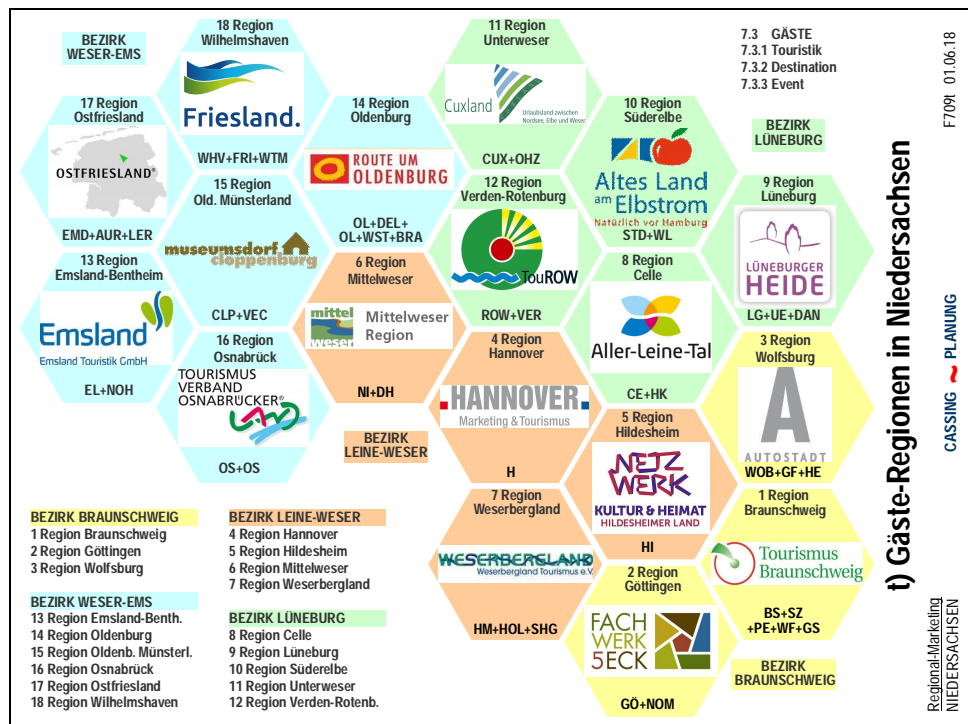 18 Region
Wilhelmshaven
Friesland.
WHV+FRI+WTM
11 Region
Unterweser
Cuxland
Urlaubsland zwischen
Nordsee, Elbe und Weser.
CUX+OHZ
7.3 GÄSTE
7.3.1 Touristik
7.3.2 Destination
7.3.3 Event
BEZIRK
WESER-EMS
17 Region
Ostfriesland
OSTFRIESLAND®
EMD+AUR+LER
14 Region
Oldenburg
ROUTE UM
OLDENBURG
OL+DEL+
OL+WST+BRA
10 Region
Süderelbe
Altes Land
am Elbstrom
Natürlich vor Hamburg
STD+WL
BEZIRK
LÜNEBURG
15 Region
Old. Münsterland
museumsdorf
cloppenburg
CLP+VEC
12 Region
Verden-Rotenburg
TouROW
ROW+VER
9 Region
Lüneburg
LÜNEBURGER
HEIDE
LG+UE+DAN
13 Region
Emsland-Bentheim
Emsland
Emsland Touristik GmbH
EL+NOH
6 Region
Mittelweser
mittel
weser
Mittelweser
Region
NI+DH
8 Region
Celle
Aller-Leine-Tal
CE+HK
16 Region
Osnabrück
TOURISMUS
VERBAND
OSNABRÜCKER®
LAND
OS+OS
4 Region
Hannover
HANNOVER.
Marketing & Tourismus
H
3 Region
Wolfsburg
A
AUTOSTADT
WOB+GF+HE
BEZIRK
LEINE-WESER
5 Region
Hildesheim
NETZ
WERK
KULTUR & HEIMAT
HILDESHEIMER LAND
HI
7 Region
Weserbergland
WESERBERGLAND
Weserbergland Tourismus e.V.
HM+HOL+SHG
1 Region
Braunschweig
Tourismus
Braunschweig
BS+SZ
+PE+WF+GS
2 Region
Göttingen
FACH
WERK
5ECK
GÖ+NOM
BEZIRK
BRAUNSCHWEIG
BEZIRK BRAUNSCHWEIG
1 Region Braunschweig
2 Region Göttingen
3 Region Wolfsburg
BEZIRK LEINE-WESER
4 Region Hannover
5 Region Hildesheim
6 Region Mittelweser
7 Region Weserbergland
BEZIRK WESER-EMS
13 Region Emsland-Benth.
14 Region Oldenburg
15 Region Oldenb. Münsterl.
16 Region Osnabrück
17 Region Ostfriesland
18 Region Wilhelmshaven
BEZIRK LÜNEBURG
8 Region Celle
9 Region Lüneburg
10 Region Süderelbe
11 Region Unterweser
12 Region Verden-Rotenb.
t) Gäste-Regionen in Niedersachsen
F709t 01.06.18
CASSING ~ PLANUNG
Regional-Marketing
NIEDERSACHSEN